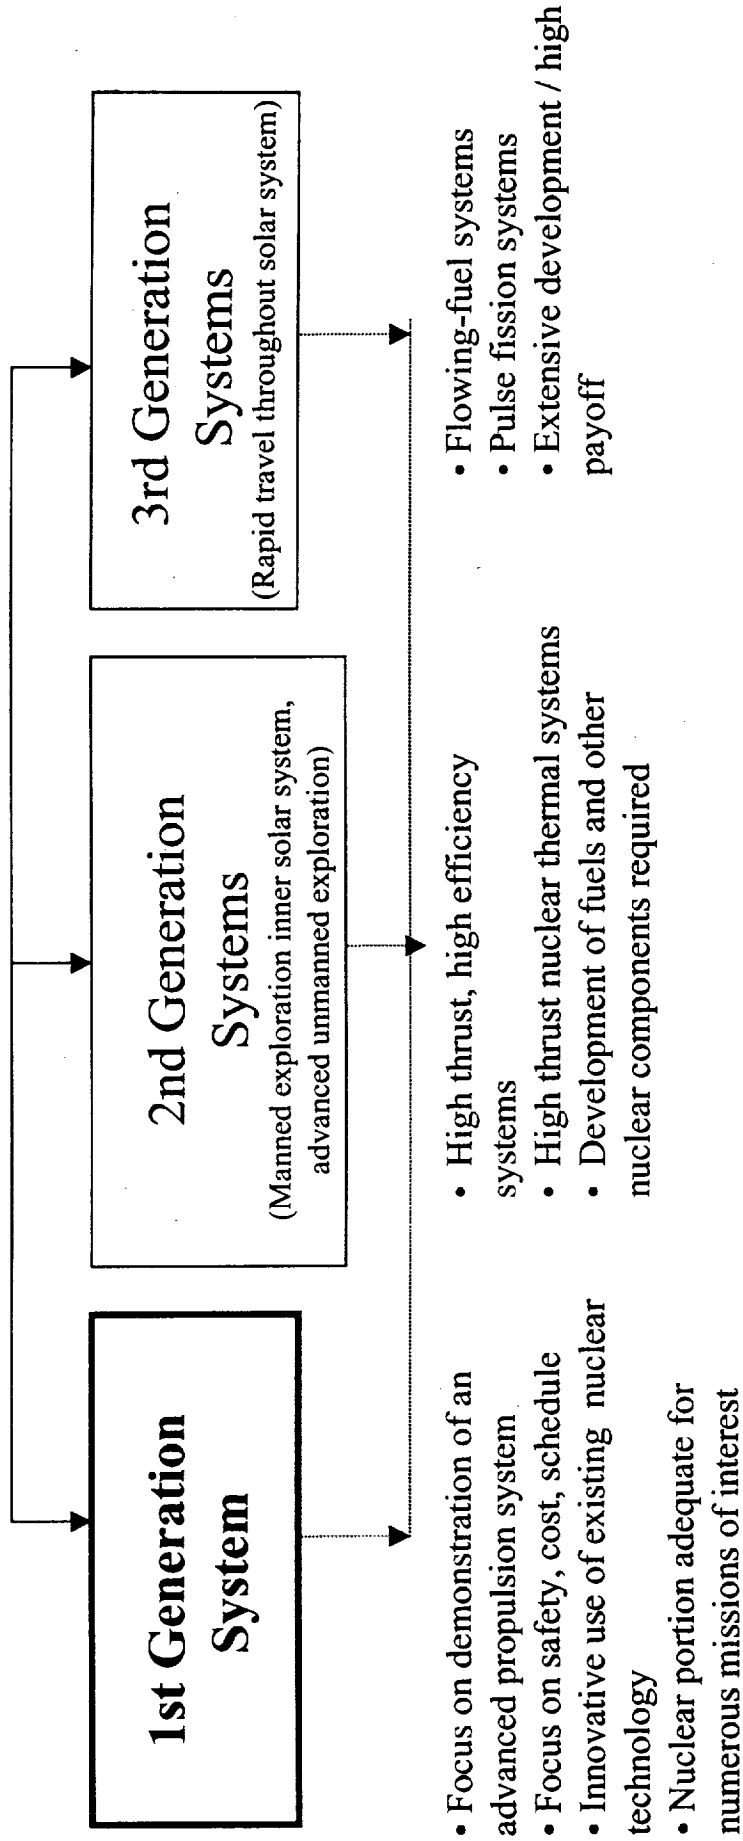 1st Generation
System
• Focus on demonstration of an
advanced propulsion system
• Focus on safety, cost, schedule
• Innovative use of existing nuclear
technology
• Nuclear portion adequate for
numerous missions of interest
2nd Generation
Systems
(Manned exploration inner solar system,
advanced unmanned exploration)
• High thrust, high efficiency
systems
• High thrust nuclear thermal systems
• Development of fuels and other
nuclear components required
3rd Generation
Systems
(Rapid travel throughout solar system)
• Flowing-fuel systems
• Pulse fission systems
• Extensive development / high
payoff